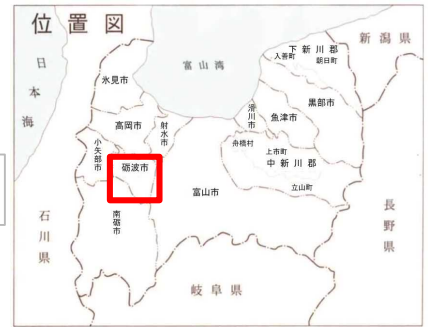 位置図
新潟県
下新川郡
入善町
朝日町
日本海
富山湾
氷見市
黒部市
滑川市
魚津市
高岡市
射水市
小矢部市
舟橋村
上市町
中新川郡
砺波市
立山町
富山市
南砺市
石川県
長野県
岐阜県